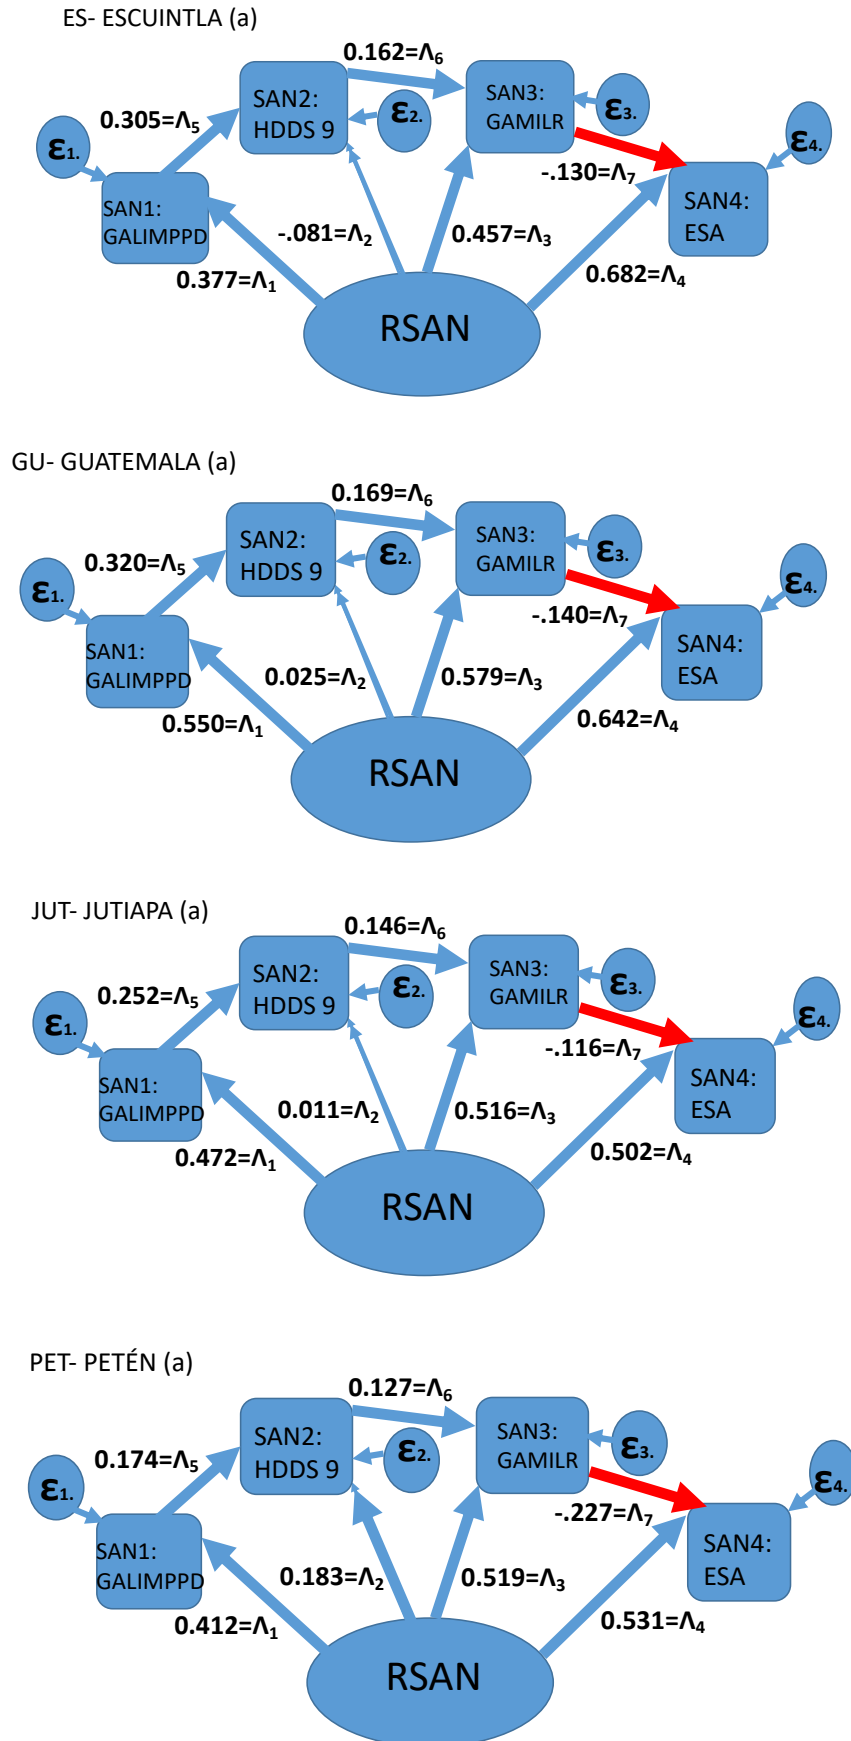 ES- ESCUINTLA (a)
0.162=Λ₆
SAN2:
HDDS 9
SAN3:
GAMILR
0.305=Λ₅
ε₂.
ε₃.
ε₁.
ε₄.
-.130=Λ₇
SAN1:
GALIMPPD
SAN4:
ESA
-.081=Λ₂
0.457=Λ₃
0.377=Λ₁
0.682=Λ₄
RSAN
GU- GUATEMALA (a)
0.169=Λ₆
SAN2:
HDDS 9
SAN3:
GAMILR
0.320=Λ₅
ε₂.
ε₃.
ε₁.
ε₄.
-.140=Λ₇
SAN1:
GALIMPPD
SAN4:
ESA
0.025=Λ₂
0.579=Λ₃
0.550=Λ₁
0.642=Λ₄
RSAN
JUT- JUTIAPA (a)
0.146=Λ₆
SAN2:
HDDS 9
SAN3:
GAMILR
0.252=Λ₅
ε₂.
ε₃.
ε₁.
ε₄.
-.116=Λ₇
SAN1:
GALIMPPD
SAN4:
ESA
0.011=Λ₂
0.516=Λ₃
0.472=Λ₁
0.502=Λ₄
RSAN
PET- PETÉN (a)
0.127=Λ₆
SAN2:
HDDS 9
SAN3:
GAMILR
0.174=Λ₅
ε₂.
ε₃.
ε₁.
ε₄.
-.227=Λ₇
SAN1:
GALIMPPD
SAN4:
ESA
0.183=Λ₂
0.519=Λ₃
0.412=Λ₁
0.531=Λ₄
RSAN